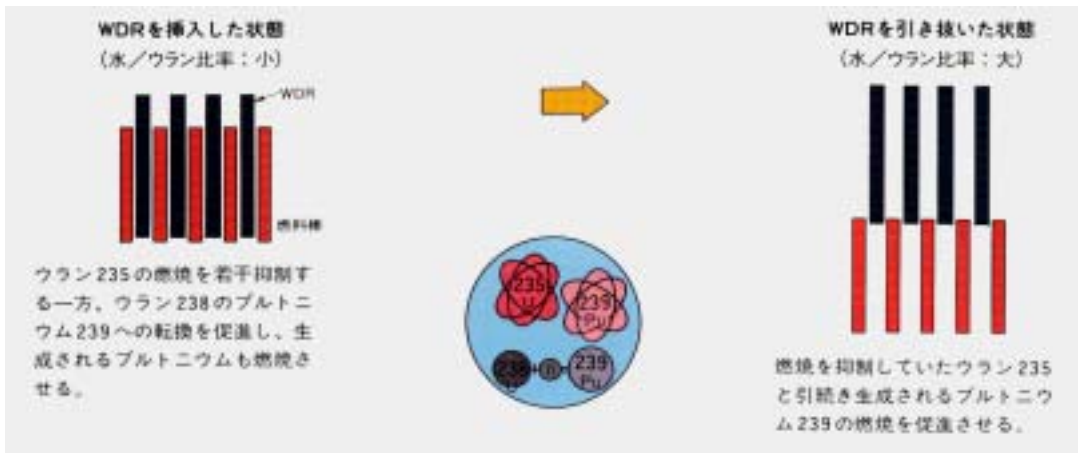 WDRを挿入した状態
(水／ウラン比率：小)
WDR
燃料棒
ウラン235の燃焼を若干抑制す
る一方、ウラン238のプルトニ
ウム239への転換を促進し、生
成されるプルトニウムも燃焼さ
せる。
235
U
239
Pu
238
+n→
239
Pu
WDRを引き抜いた状態
(水／ウラン比率：大)
燃焼を抑制していたウラン235
と引続き生成されるプルトニウ
ム239の燃焼を促進させる。